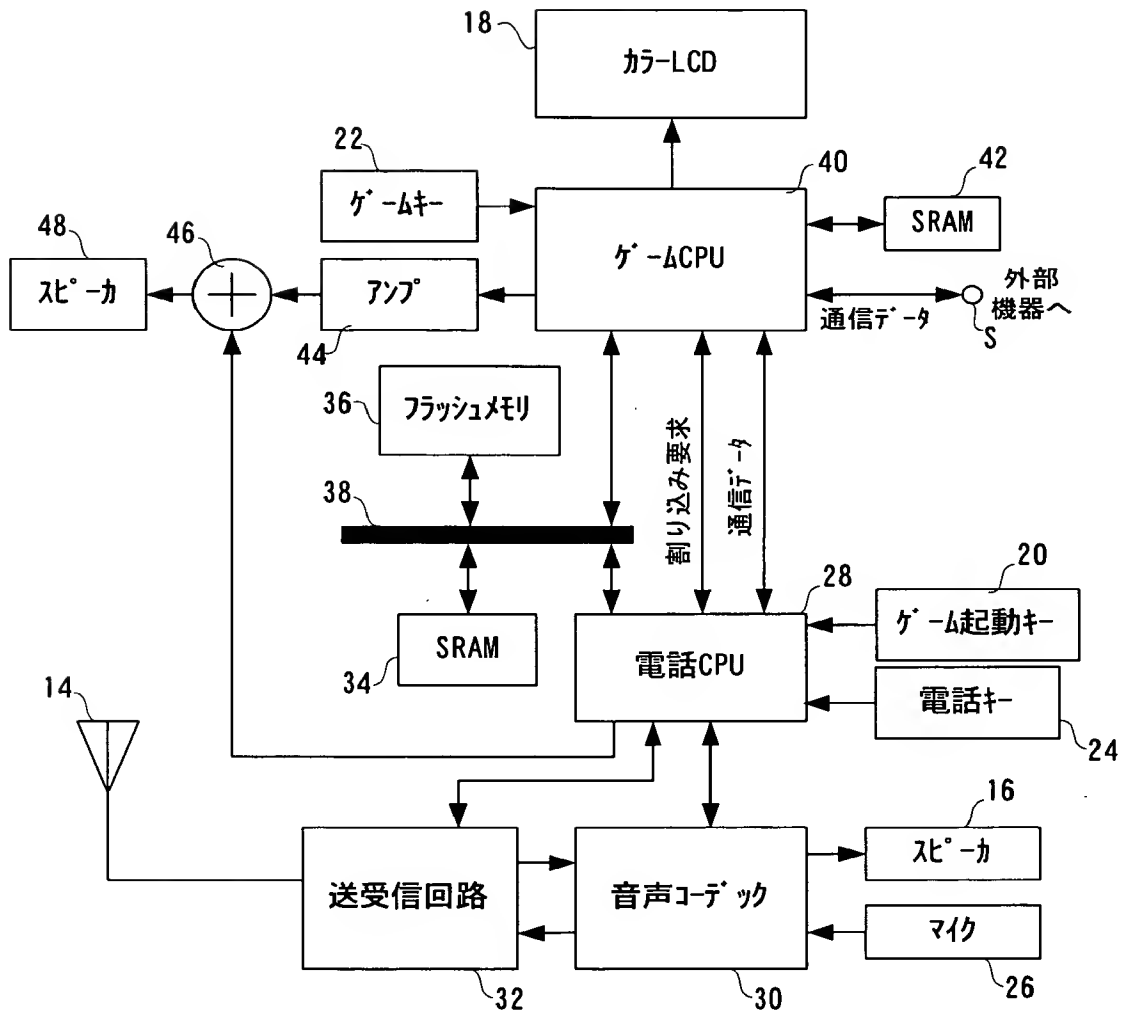 18
カラーLCD
22
40
42
ゲームキー
SRAM
48
46
ゲームCPU
スピーカ
アンプ
外部
機器へ
通信データ
S
44
36
フラッシュメモリ
割り込み要求
通信データ
38
28
20
ゲーム起動キー
SRAM
34
電話CPU
14
電話キー
24
16
スピーカ
送受信回路
音声コーデック
マイク
32
30
26